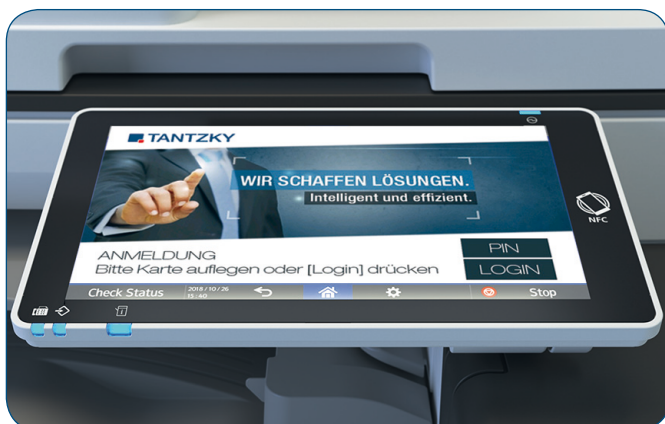 TANTZKY
WIR SCHAFFEN LÖSUNGEN.
Intelligent und effizient.
NFC
ANMELDUNG
Bitte Karte auflegen oder [Login] drücken
PIN
LOGIN
Check Status
2018/10/26
15:40
Stop